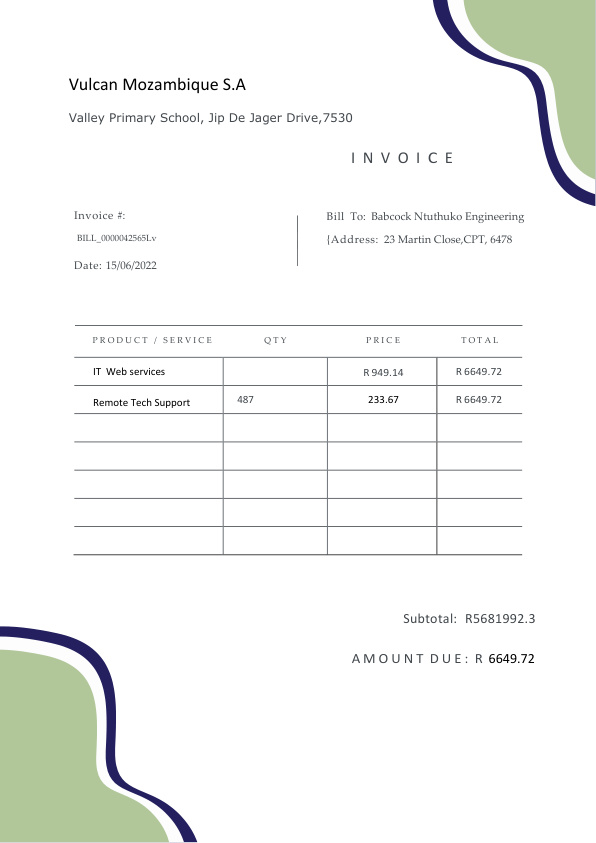 Vulcan Mozambique S.A
Valley Primary School, Jip De Jager Drive,7530
INVOICE
Invoice #:
BILL_0000042565Lv
Date: 15/06/2022
Bill To: Babcock Ntuthuko Engineering
{Address: 23 Martin Close,CPT, 6478
PRODUCT / SERVICE QTY PRICE TOTAL
IT Web services R 949.14 R 6649.72
Remote Tech Support 487 233.67 R 6649.72
Subtotal: R5681992.3
AMOUNT DUE: R 6649.72